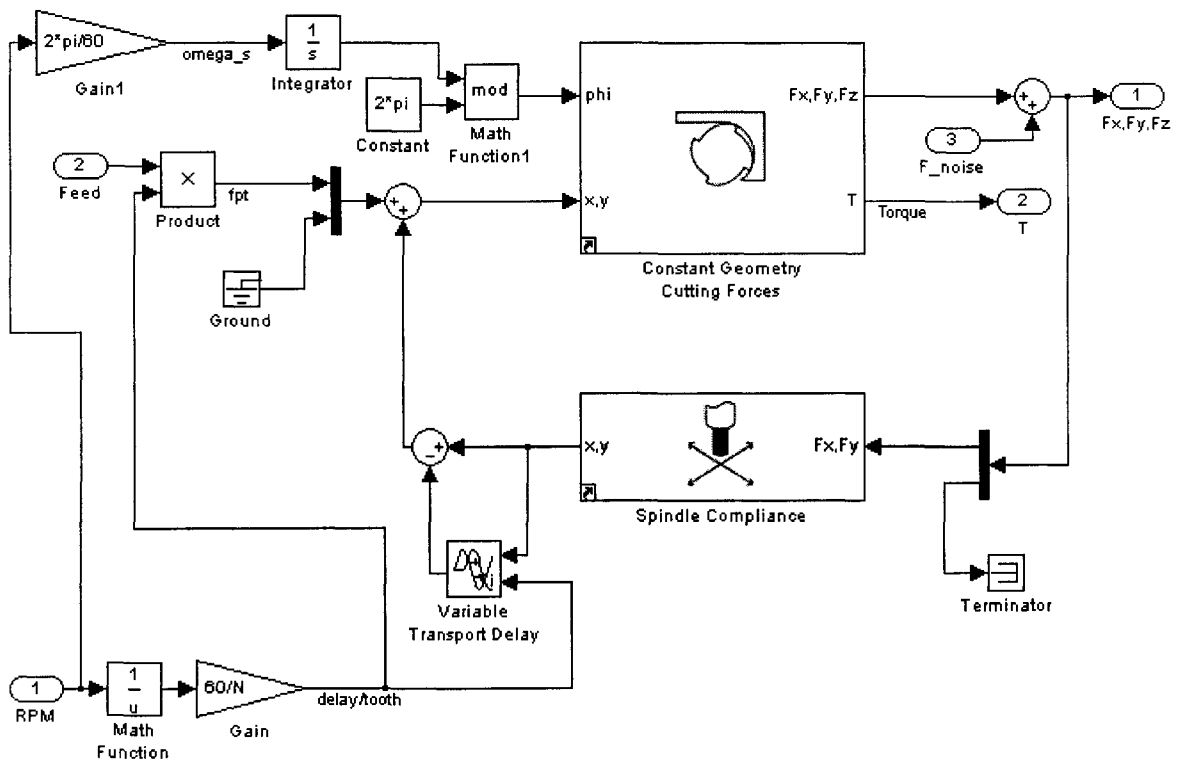 2*pi/60
omega_s
Gain1
1
s
Integrator
2*pi
Constant
mod
Math
Function1
phi
x,y
Fx,Fy,Fz
T
Constant Geometry
Cutting Forces
+
+
1
Fx,Fy,Fz
3
F_noise
Torque
2
T
2
Feed
×
Product
fpt
+
+
Ground
-
+
x,y
Fx,Fy
Spindle Compliance
Variable
Transport Delay
Terminator
1
RPM
1
u
Math
Function
60/N
Gain
delay/tooth